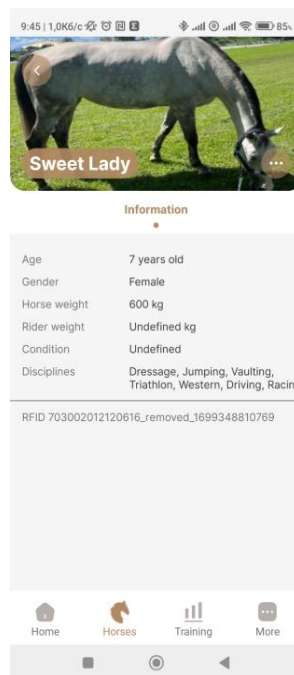 9:45 | 1,0Кб/с
85%
Sweet Lady
Information
Age 7 years old
Gender Female
Horse weight 600 kg
Rider weight Undefined kg
Condition Undefined
Disciplines Dressage, Jumping, Vaulting,
Triathlon, Western, Driving, Racin
RFID 703002012120616_removed_1699348810769
Home Horses Training More